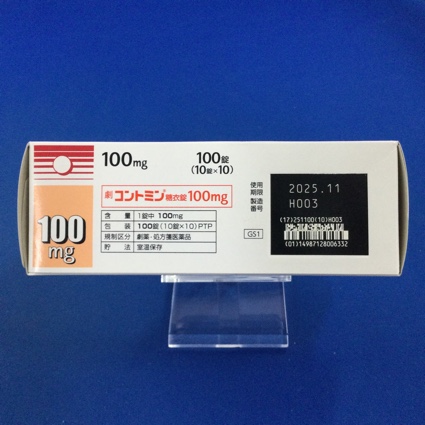 100mg
100錠
(10錠×10)
劇 コントミン®糖衣錠100mg
含量 1錠中 100mg
包装 100錠(10錠×10)PTP
規制区分 劇薬・処方箋医薬品
貯法 室温保存
100
mg
使用
期限
製造
番号
2025.11
H003
GS1
(17)251100(10)H003
(01)14987128006332